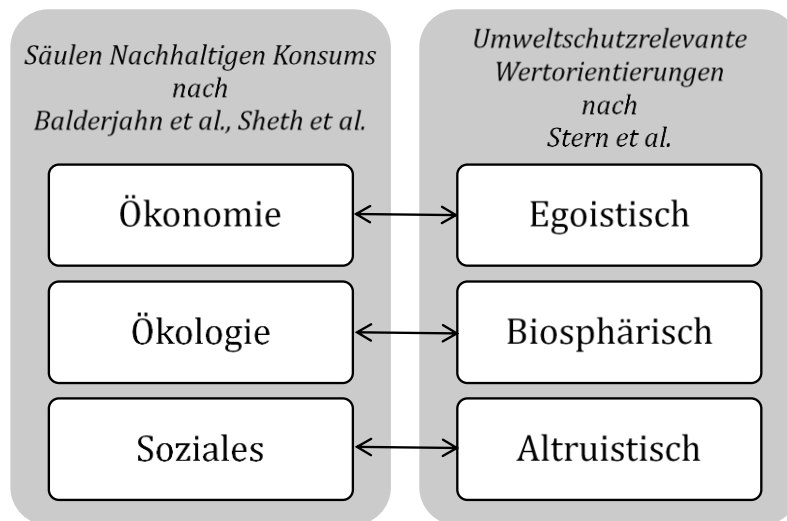 Säulen Nachhaltigen Konsums
nach
Balderjahn et al., Sheth et al.
Ökonomie
Ökologie
Soziales
Umweltschutzrelevante
Wertorientierungen
nach
Stern et al.
Egoistisch
Biosphärisch
Altruistisch